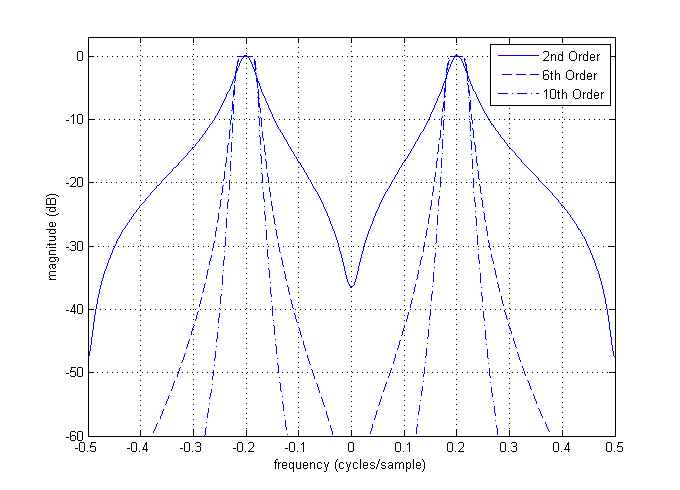 0
-10
-20
-30
-40
-50
-60
magnitude (dB)
2nd Order
6th Order
10th Order
-0.5 -0.4 -0.3 -0.2 -0.1 0 0.1 0.2 0.3 0.4 0.5
frequency (cycles/sample)